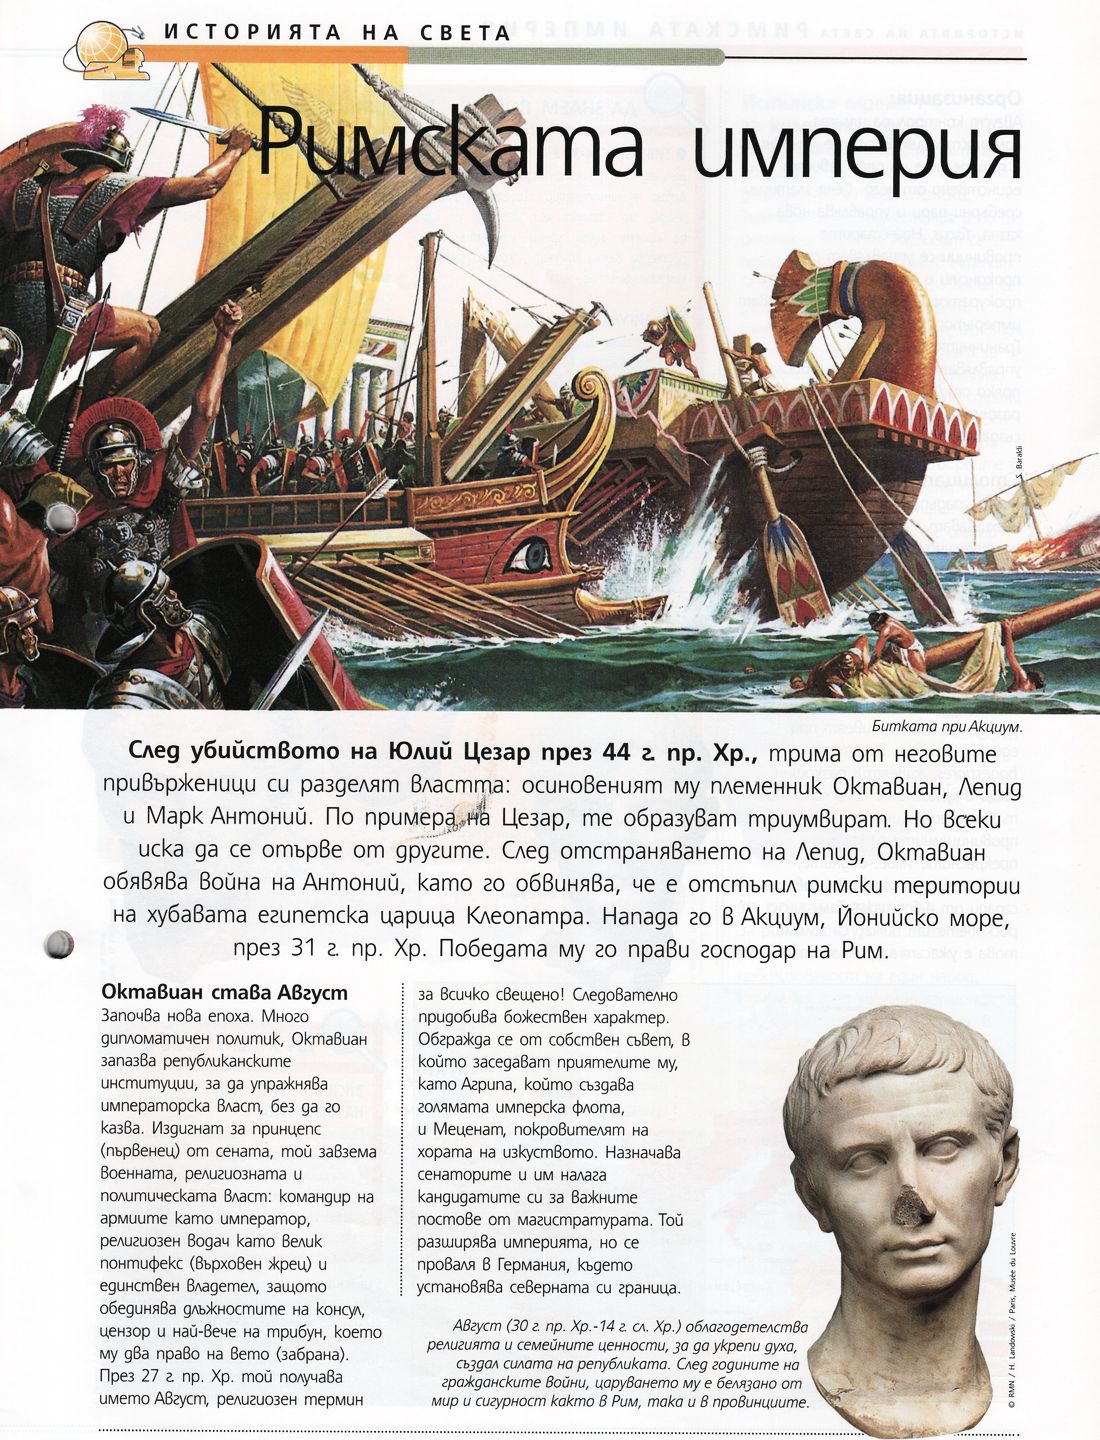 ИСТОРИЯТА НА СВЕТА
Римската империя
S. Baraldi
Битката при Акциум.
След убийството на Юлий Цезар през 44 г. пр. Хр., трима от неговите
привърженици си разделят властта: осиновеният му племенник Октавиан, Лепид
и Марк Антоний. По примера на Цезар, те образуват триумвират. Но всеки
иска да се отърве от другите. След отстраняването на Лепид, Октавиан
обявява война на Антоний, като го обвинява, че е отстъпил римски територии
на хубавата египетска царица Клеопатра. Напада го в Акциум, Йонийско море,
през 31 г. пр. Хр. Победата му го прави господар на Рим.
Октавиан става Август
Започва нова епоха. Много
дипломатичен политик, Октавиан
запазва републиканските
институции, за да упражнява
императорска власт, без да го
казва. Издигнат за принцепс
(първенец) от сената, той завзема
военната, религиозната и
политическата власт: командир на
армиите като император,
религиозен водач като велик
понтифекс (върховен жрец) и
единствен владетел, защото
обединява длъжностите на консул,
цензор и най-вече на трибун, което
му дава право на вето (забрана).
През 27 г. пр. Хр. той получава
името Август, религиозен термин
за всичко свещено! Следователно
придобива божествен характер.
Обгражда се от собствен съвет, в
който заседават приятелите му,
като Агрипа, който създава
голямата имперска флота,
и Меценат, покровителят на
хората на изкуството. Назначава
сенаторите и им налага
кандидатите си за важните
постове от магистратурата. Той
разширява империята, но се
проваля в Германия, където
установява северната си граница.
Август (30 г. пр. Хр.-14 г. сл. Хр.) облагодетелства
религията и семейните ценности, за да укрепи духа,
създал силата на републиката. След годините на
гражданските войни, царуването му е белязано от
мир и сигурност както в Рим, така и в провинциите.
© RMN / H. Landowski / Paris, Musée du Louvre